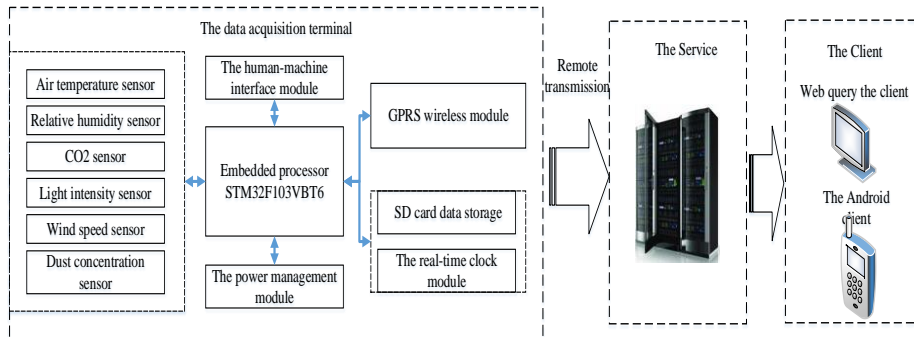 The data acquisition terminal
Air temperature sensor
Relative humidity sensor
CO2 sensor
Light intensity sensor
Wind speed sensor
Dust concentration
sensor
The human-machine
interface module
Embedded processor
STM32F103VBT6
The power management
module
GPRS wireless module
SD card data storage
The real-time clock
module
Remote
transmission
The Service
The Client
Web query the client
The Android
client